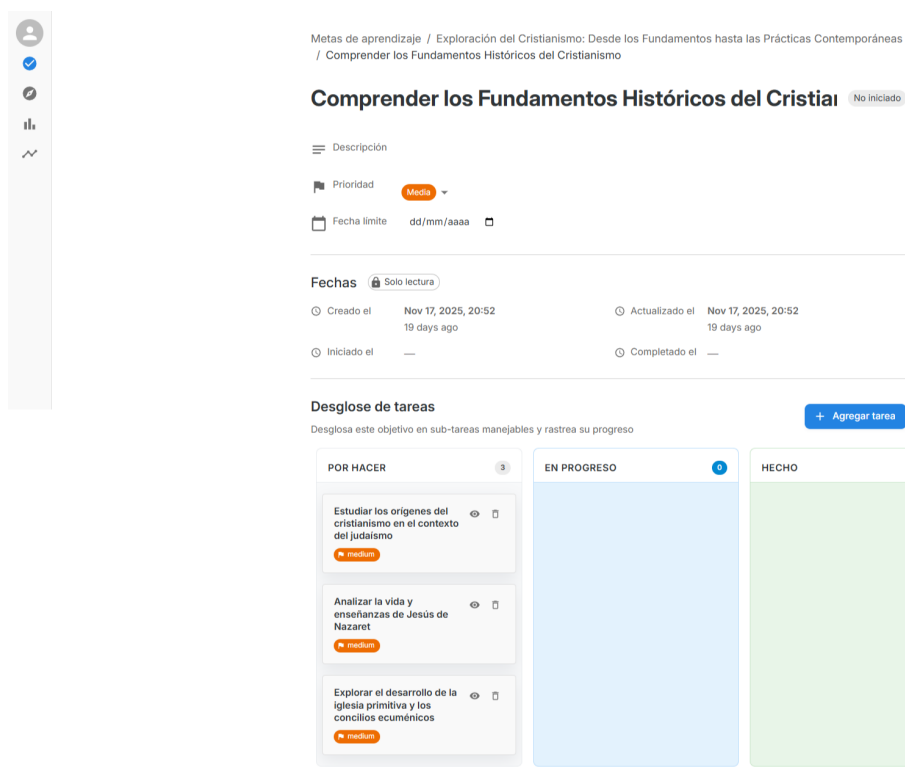 Metas de aprendizaje / Exploración del Cristianismo: Desde los Fundamentos hasta las Prácticas Contemporáneas
/ Comprender los Fundamentos Históricos del Cristianismo
Comprender los Fundamentos Históricos del Cristia
No iniciado
Descripción
Prioridad
Media
Fecha límite dd/mm/aaaa
Fechas Solo lectura
Creado el Nov 17, 2025, 20:52
19 days ago
Actualizado el Nov 17, 2025, 20:52
19 days ago
Iniciado el —
Completado el —
Desglose de tareas
Desglosa este objetivo en sub-tareas manejables y rastrea su progreso
+ Agregar tarea
POR HACER 3
Estudiar los orígenes del
cristianismo en el contexto
del judaísmo
medium
Analizar la vida y
enseñanzas de Jesús de
Nazaret
medium
Explorar el desarrollo de la
iglesia primitiva y los
concilios ecuménicos
medium
EN PROGRESO 0
HECHO